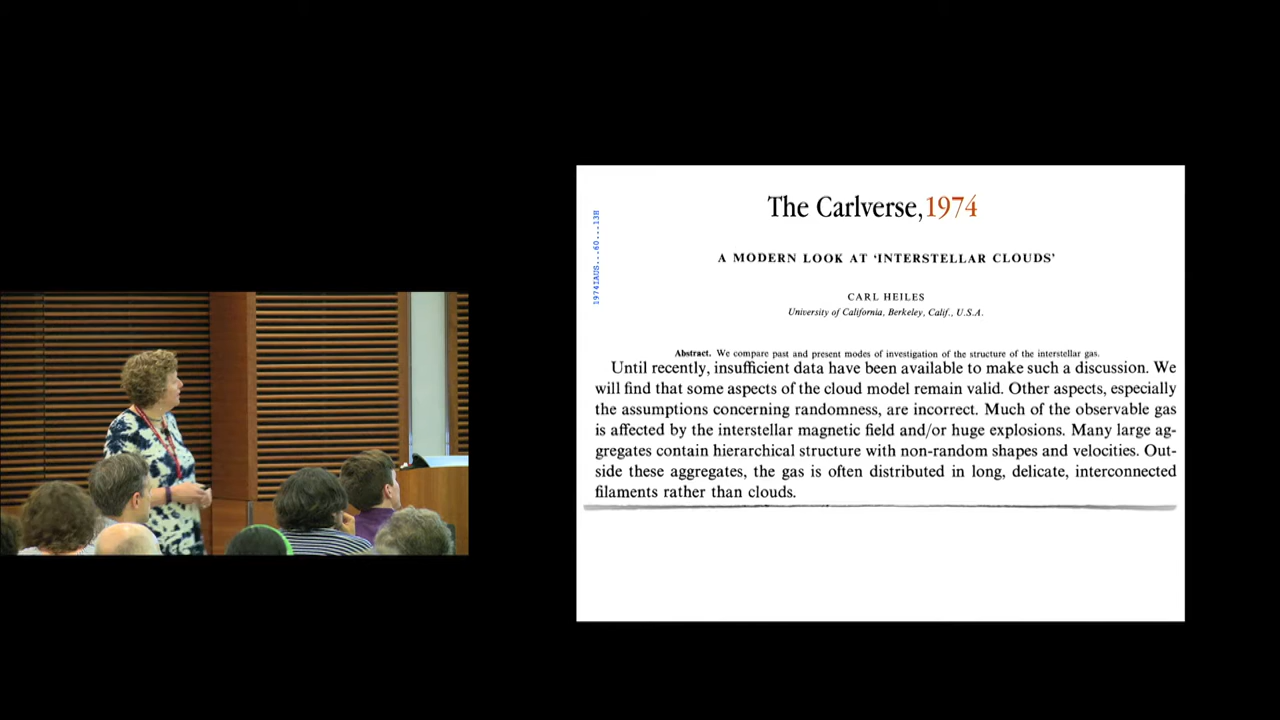 The Carlverse, 1974
1974IAUS...60...13H
A MODERN LOOK AT ‘INTERSTELLAR CLOUDS’
CARL HEILES
University of California, Berkeley, Calif., U.S.A.
Abstract. We compare past and present modes of investigation of the structure of the interstellar gas.
Until recently, insufficient data have been available to make such a discussion. We
will find that some aspects of the cloud model remain valid. Other aspects, especially
the assumptions concerning randomness, are incorrect. Much of the observable gas
is affected by the interstellar magnetic field and/or huge explosions. Many large ag-
gregates contain hierarchical structure with non-random shapes and velocities. Out-
side these aggregates, the gas is often distributed in long, delicate, interconnected
filaments rather than clouds.